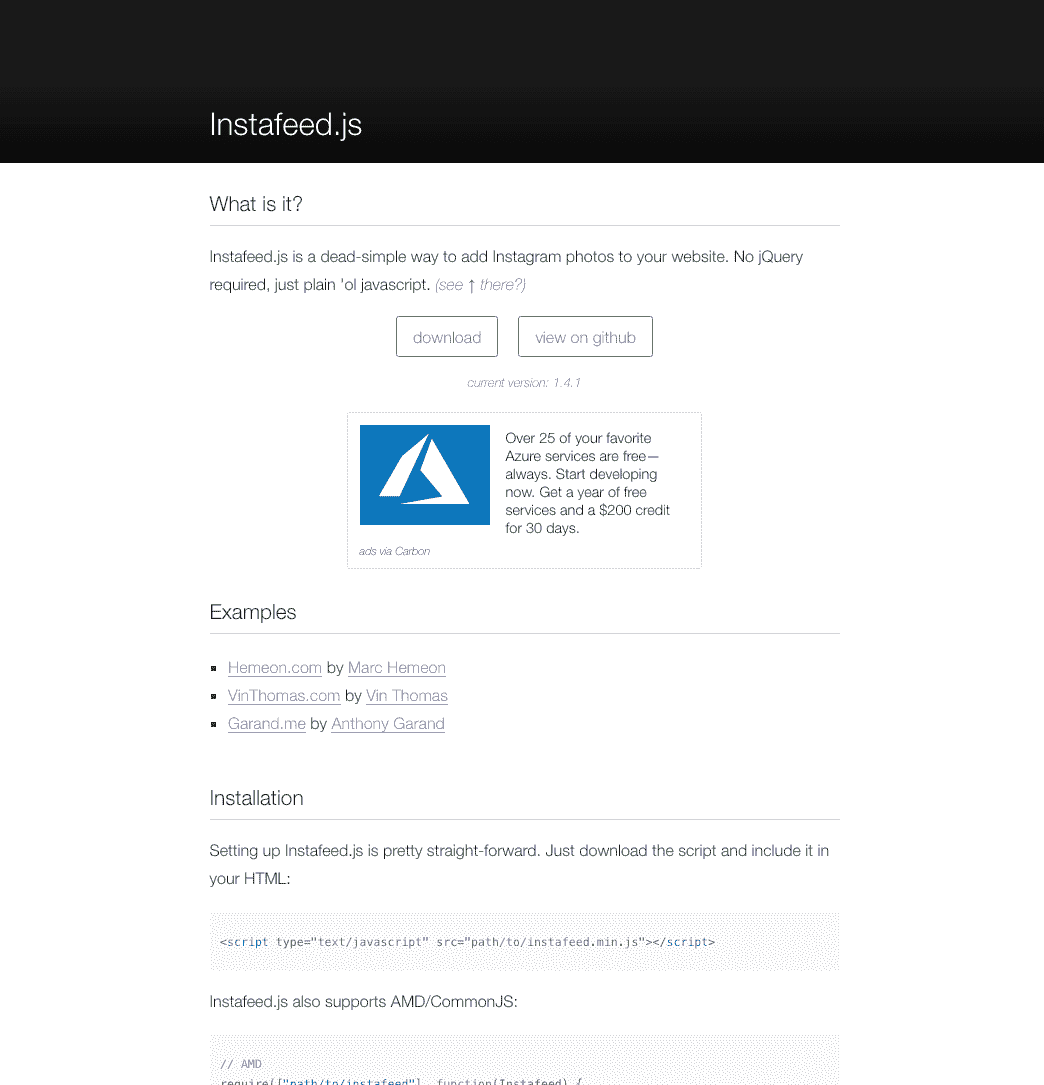 Instafeed.js
What is it?
Instafeed.js is a dead-simple way to add Instagram photos to your website. No jQuery
required, just plain 'ol javascript. (see ↑ there?)
download
view on github
current version: 1.4.1
Over 25 of your favorite
Azure services are free—
always. Start developing
now. Get a year of free
services and a $200 credit
for 30 days.
ads via Carbon
Examples
Hemeon.com by Marc Hemeon
VinThomas.com by Vin Thomas
Garand.me by Anthony Garand
Installation
Setting up Instafeed.js is pretty straight-forward. Just download the script and include it in
your HTML:
<script type="text/javascript" src="path/to/instafeed.min.js"></script>
Instafeed.js also supports AMD/CommonJS:
// AMD
require(["path/to/instafeed"], function(Instafeed) {